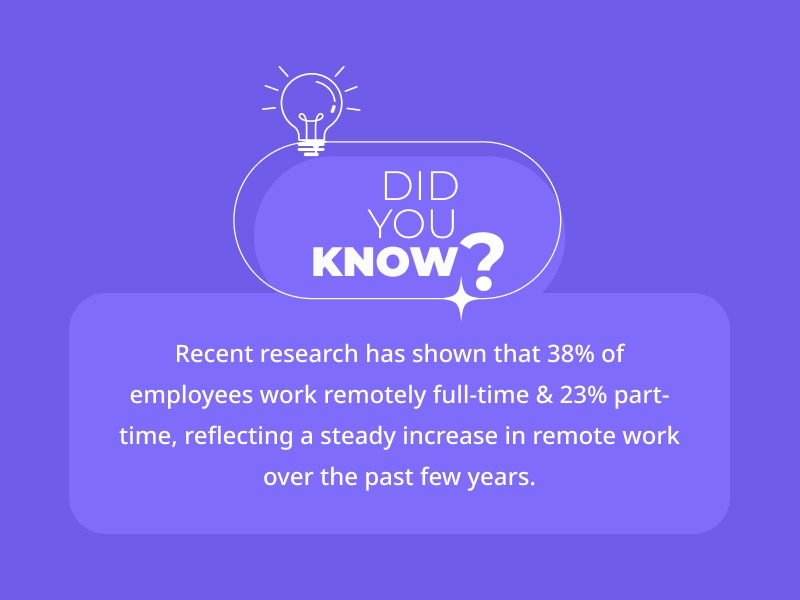 DID
YOU
KNOW?
Recent research has shown that 38% of
employees work remotely full-time & 23% part-
time, reflecting a steady increase in remote work
over the past few years.